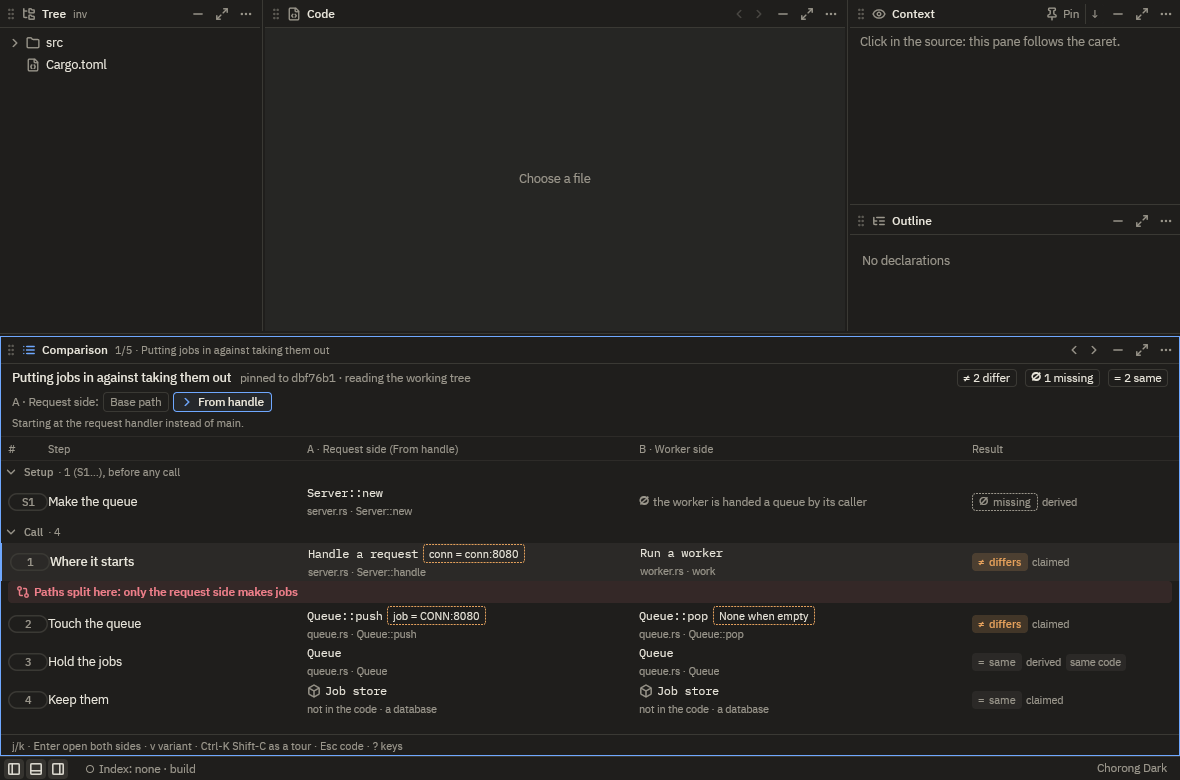 Tree inv
Code
Context
Pin
src
Cargo.toml
Choose a file
Click in the source: this pane follows the caret.
Outline
No declarations
Comparison 1/5 · Putting jobs in against taking them out
Putting jobs in against taking them out pinned to dbf76b1 · reading the working tree
≠ 2 differ
1 missing
= 2 same
A · Request side: Base path From handle
Starting at the request handler instead of main.
# Step A · Request side (From handle) B · Worker side Result
Setup · 1 (S1…), before any call
S1 Make the queue
Server::new
server.rs · Server::new
the worker is handed a queue by its caller
missing derived
Call · 4
1 Where it starts
Handle a request conn = conn:8080
server.rs · Server::handle
Run a worker
worker.rs · work
≠ differs claimed
Paths split here: only the request side makes jobs
2 Touch the queue
Queue::push job = CONN:8080
queue.rs · Queue::push
Queue::pop None when empty
queue.rs · Queue::pop
≠ differs claimed
3 Hold the jobs
Queue
queue.rs · Queue
Queue
queue.rs · Queue
= same derived same code
4 Keep them
Job store
not in the code · a database
Job store
not in the code · a database
= same claimed
j/k · Enter open both sides · v variant · Ctrl-K Shift-C as a tour · Esc code · ? keys
Index: none · build
Chorong Dark